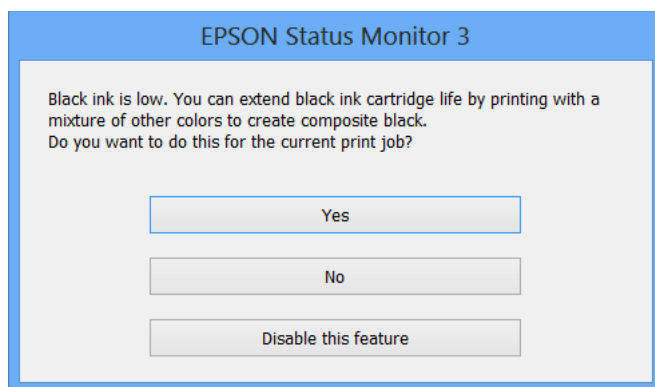 EPSON Status Monitor 3
Black ink is low. You can extend black ink cartridge life by printing with a
mixture of other colors to create composite black.
Do you want to do this for the current print job?
Yes
No
Disable this feature